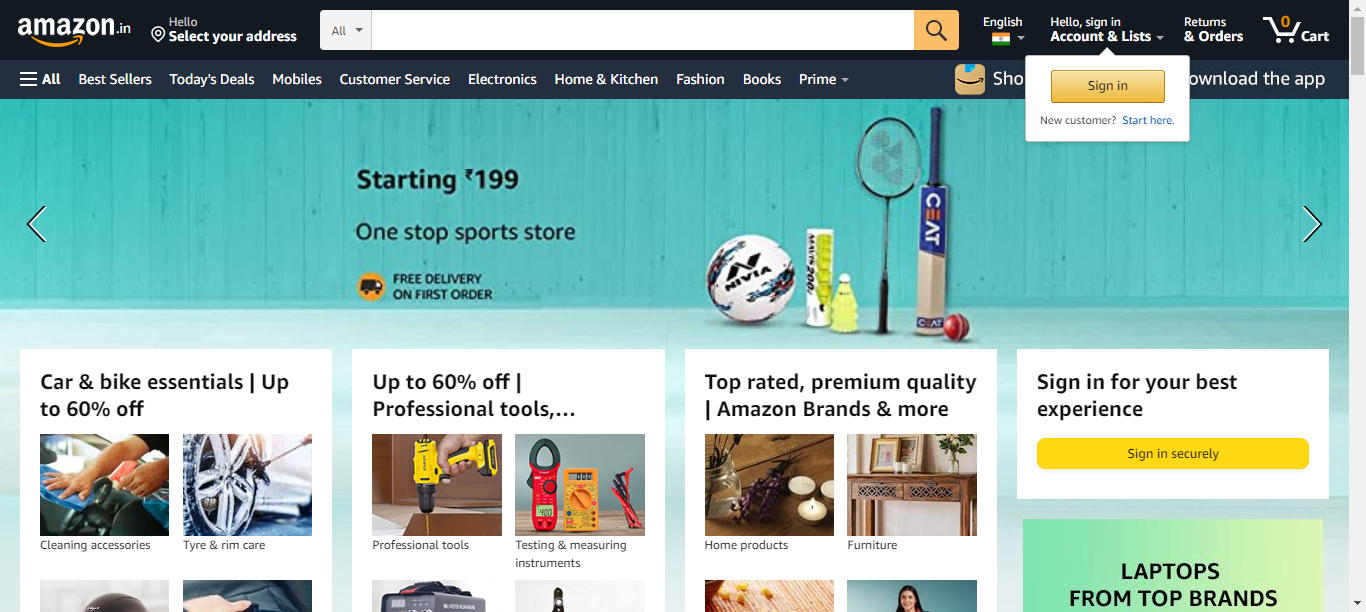 amazon.in
Hello
Select your address
All
English
Hello, sign in
Account & Lists
Returns
& Orders
0
Cart
All
Best Sellers
Today's Deals
Mobiles
Customer Service
Electronics
Home & Kitchen
Fashion
Books
Prime
Sho
ownload the app
Sign in
New customer? Start here.
Starting ₹199
One stop sports store
FREE DELIVERY
ON FIRST ORDER
NIVIA
MAVIS 200
CEAT
CEAT
Car & bike essentials | Up
to 60% off
Up to 60% off |
Professional tools,...
Top rated, premium quality
| Amazon Brands & more
Sign in for your best
experience
Sign in securely
Cleaning accessories
Tyre & rim care
Professional tools
Testing & measuring
instruments
Home products
Furniture
LAPTOPS
FROM TOP BRANDS